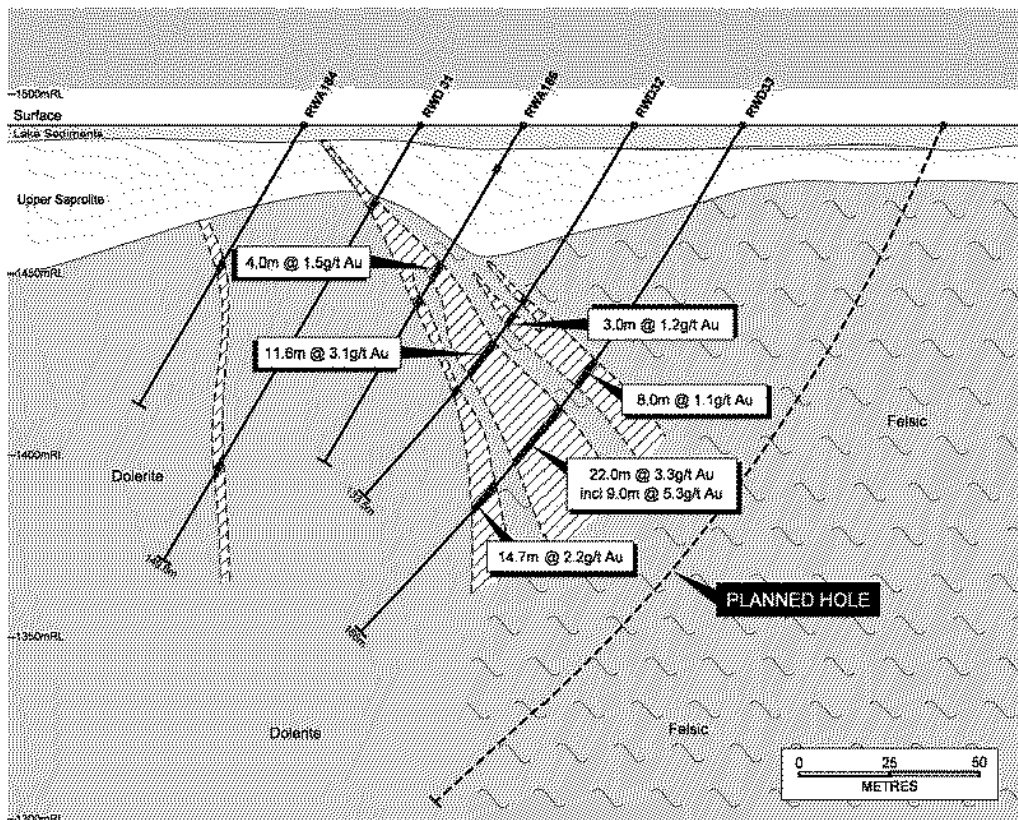 1500mRL
RWA184
RWD 31
RWA186
RWD32
RWD33
Surface
Lake Sediments
Upper Saprolite
1450mRL
4.0m @ 1.5g/t Au
3.0m @ 1.2g/t Au
11.6m @ 3.1g/t Au
8.0m @ 1.1g/t Au
Felsic
1400mRL
Dolerite
22.0m @ 3.3g/t Au
incl 9.0m @ 5.3g/t Au
14.7m @ 2.2g/t Au
PLANNED HOLE
1350mRL
Dolerite
Felsic
0 25 50
METRES
1300mRL